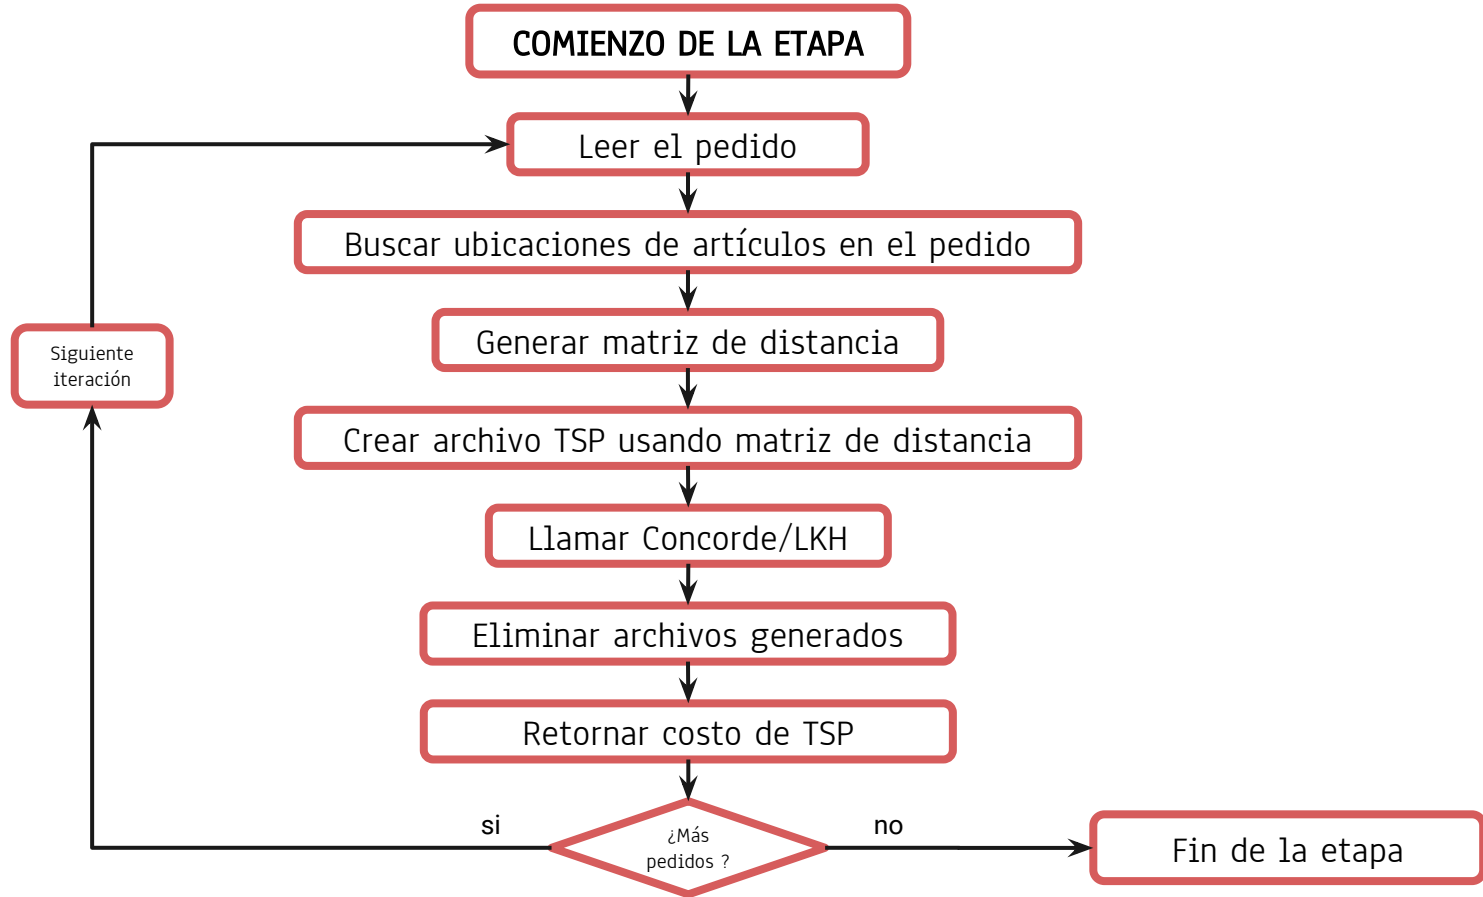 COMIENZO DE LA ETAPA
Leer el pedido
Buscar ubicaciones de artículos en el pedido
Generar matriz de distancia
Siguiente
iteración
Crear archivo TSP usando matriz de distancia
Llamar Concorde/LKH
Eliminar archivos generados
Retornar costo de TSP
si
¿Más
pedidos ?
no
Fin de la etapa